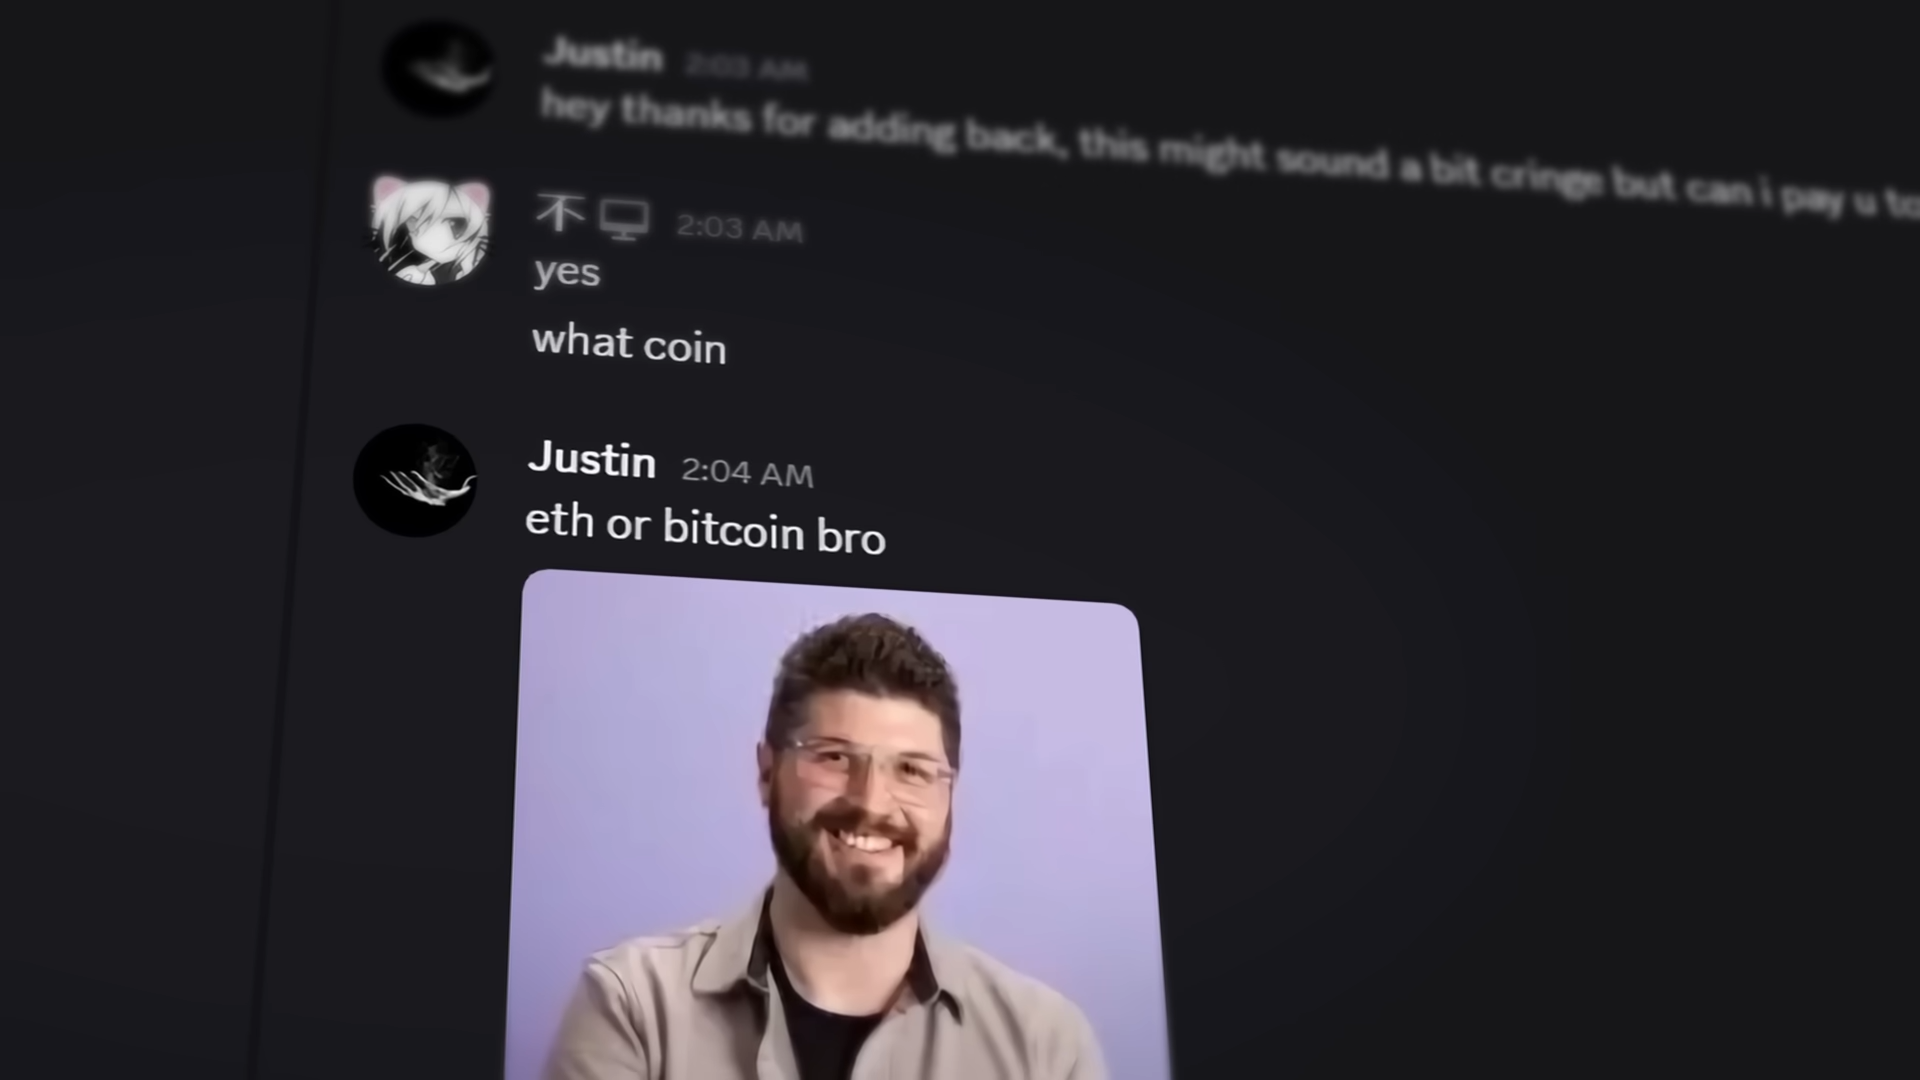 Justin 2:03 AM
hey thanks for adding back, this might sound a bit cringe but can i pay u to
不🖵 2:03 AM
yes
what coin
Justin 2:04 AM
eth or bitcoin bro